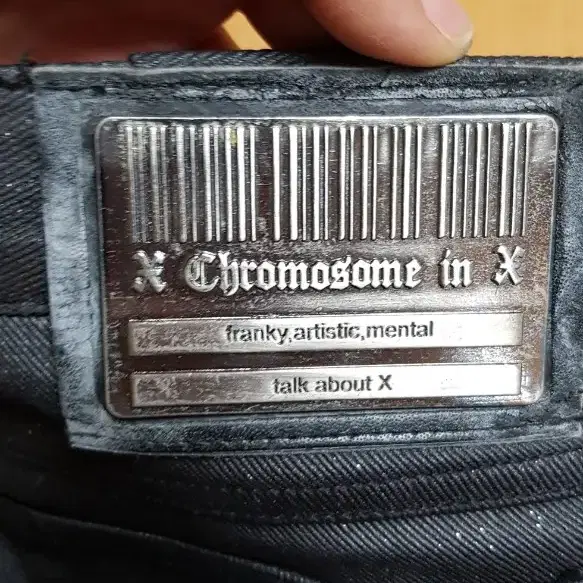 X Chromosome in X
franky,artistic,mental
talk about X